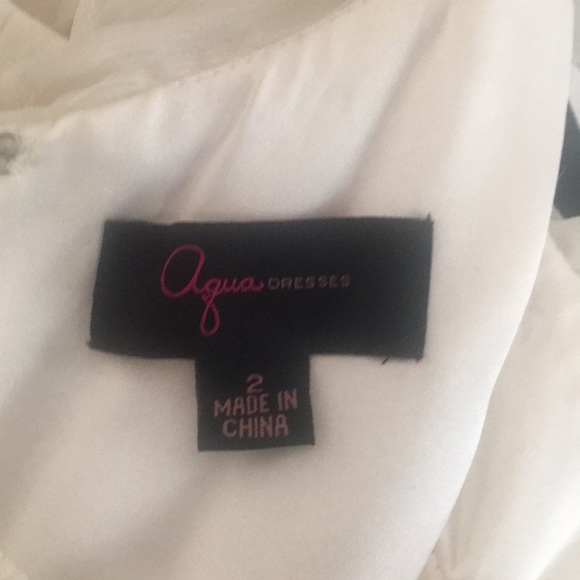 Aqua DRESSES
2
MADE IN
CHINA